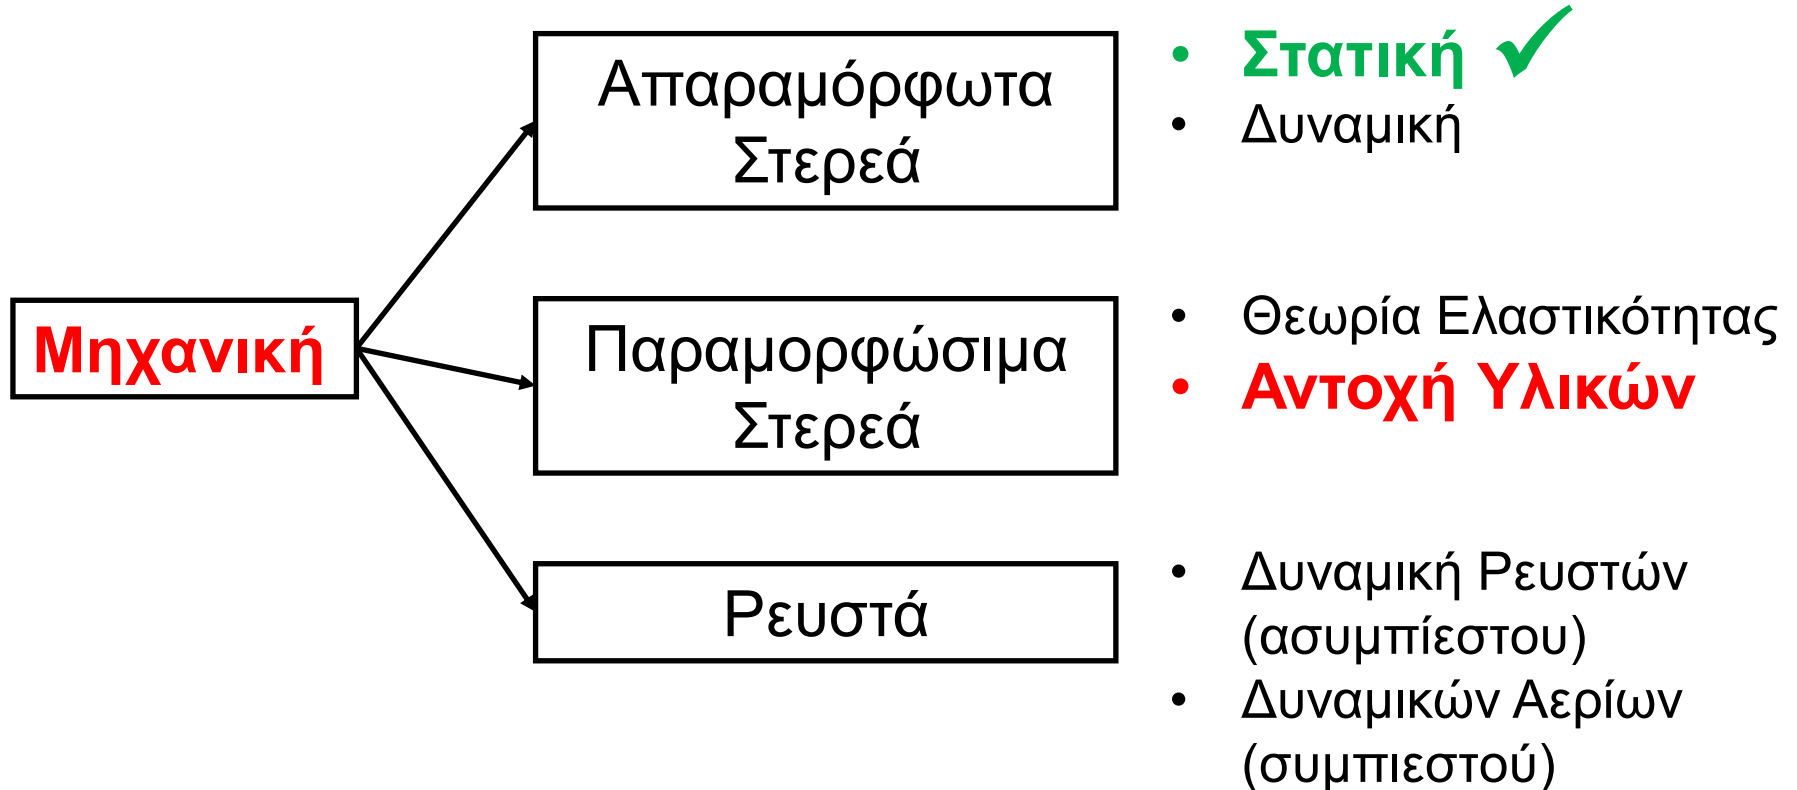 Μηχανική
Απαραμόρφωτα
Στερεά
• Στατική ✓
• Δυναμική
Παραμορφώσιμα
Στερεά
• Θεωρία Ελαστικότητας
• Αντοχή Υλικών
Ρευστά
• Δυναμική Ρευστών
(ασυμπίεστου)
• Δυναμικών Αερίων
(συμπιεστού)